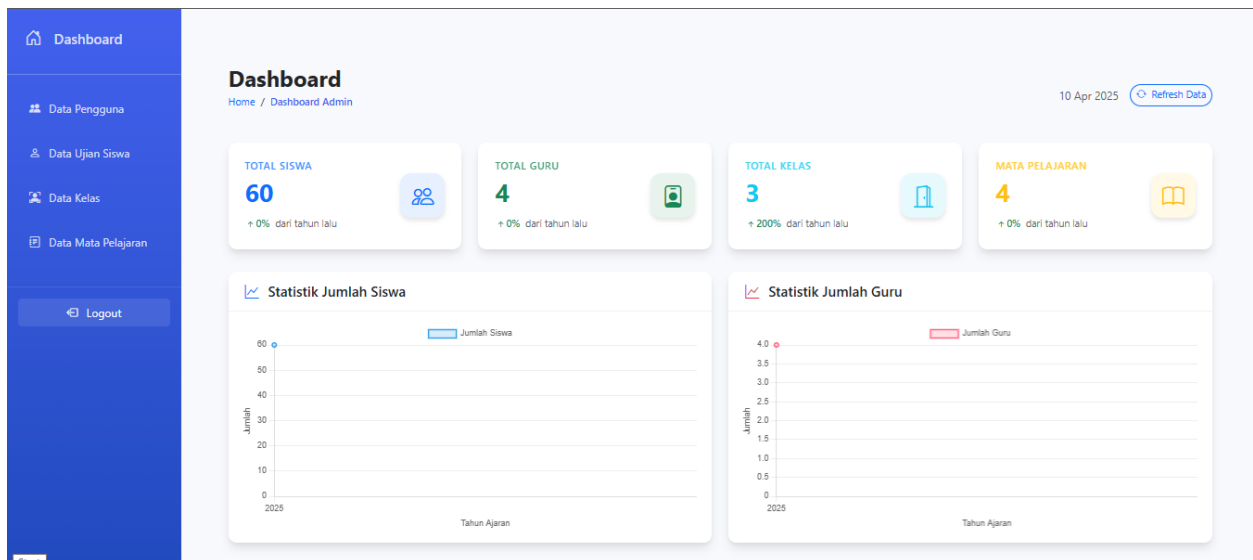 Dashboard
Data Pengguna
Data Ujian Siswa
Data Kelas
Data Mata Pelajaran
Logout
Dashboard
Home / Dashboard Admin
10 Apr 2025 Refresh Data
TOTAL SISWA
60
↑ 0% dari tahun lalu
TOTAL GURU
4
↑ 0% dari tahun lalu
TOTAL KELAS
3
↑ 200% dari tahun lalu
MATA PELAJARAN
4
↑ 0% dari tahun lalu
Statistik Jumlah Siswa
Jumlah Siswa
60
50
40
30
20
10
0
Jumlah
2025
Tahun Ajaran
Statistik Jumlah Guru
Jumlah Guru
4.0
3.5
3.0
2.5
2.0
1.5
1.0
0.5
0
Jumlah
2025
Tahun Ajaran